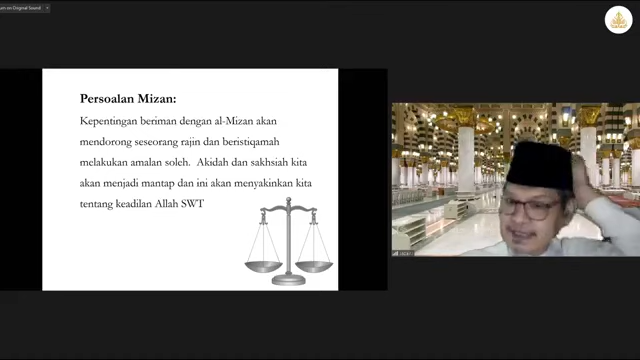 Persoalan Mizan:
Kepentingan beriman dengan al-Mizan akan
mendorong seseorang rajin dan beristiqamah
melakukan amalan soleh. Akidah dan sakhsiah kita
akan menjadi mantap dan ini akan menyakinkan kita
tentang keadilan Allah SWT